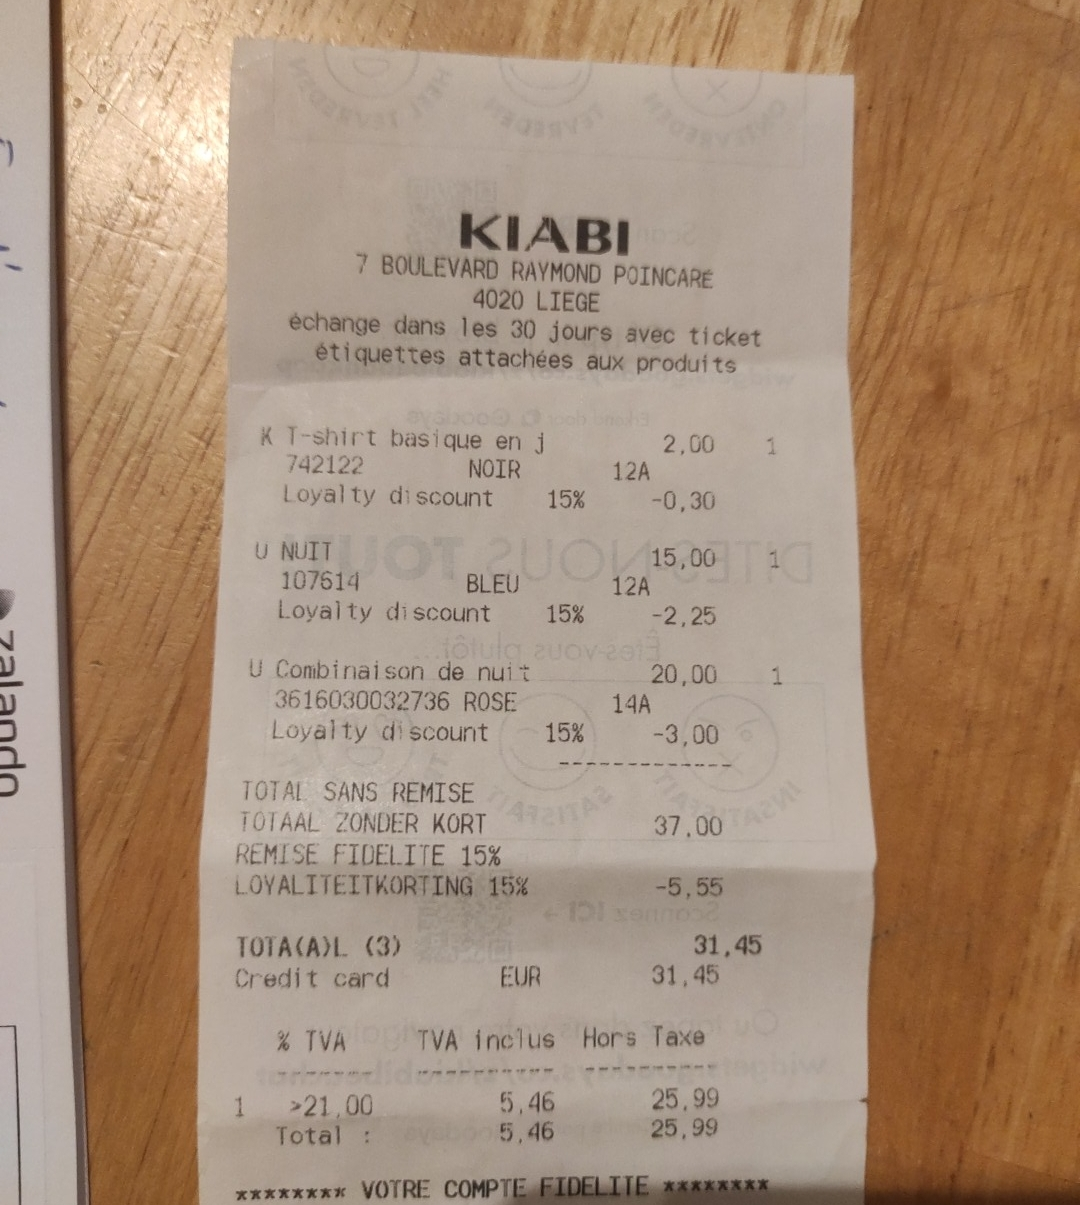 KIABI
7 BOULEVARD RAYMOND POINCARE
4020 LIEGE
échange dans les 30 jours avec ticket
étiquettes attachées aux produits
K T-shirt basique en j 2,00 1
742122 NOIR 12A
Loyalty discount 15% -0,30
U NUIT 15,00 1
107614 BLEU 12A
Loyalty discount 15% -2,25
U Combinaison de nuit 20,00 1
3616030032736 ROSE 14A
Loyalty discount 15% -3,00
-------------
TOTAL SANS REMISE
TOTAAL ZONDER KORT 37,00
REMISE FIDELITE 15%
LOYALITEITKORTING 15% -5,55
TOTA(A)L (3) 31,45
Credit card EUR 31,45
% TVA TVA inclus Hors Taxe
------- ---------- ----------
1 >21,00 5,46 25,99
Total : 5,46 25,99
******** VOTRE COMPTE FIDELITE ********
zalando